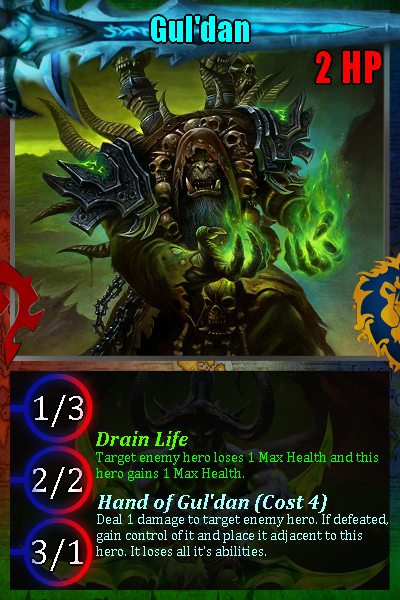 Gul'dan
2 HP
1/3
Drain Life
Target enemy hero loses 1 Max Health and this
hero gains 1 Max Health.
2/2
Hand of Gul'dan (Cost 4)
Deal 1 damage to target enemy hero. If defeated,
gain control of it and place it adjacent to this
hero. It loses all it's abilities.
3/1